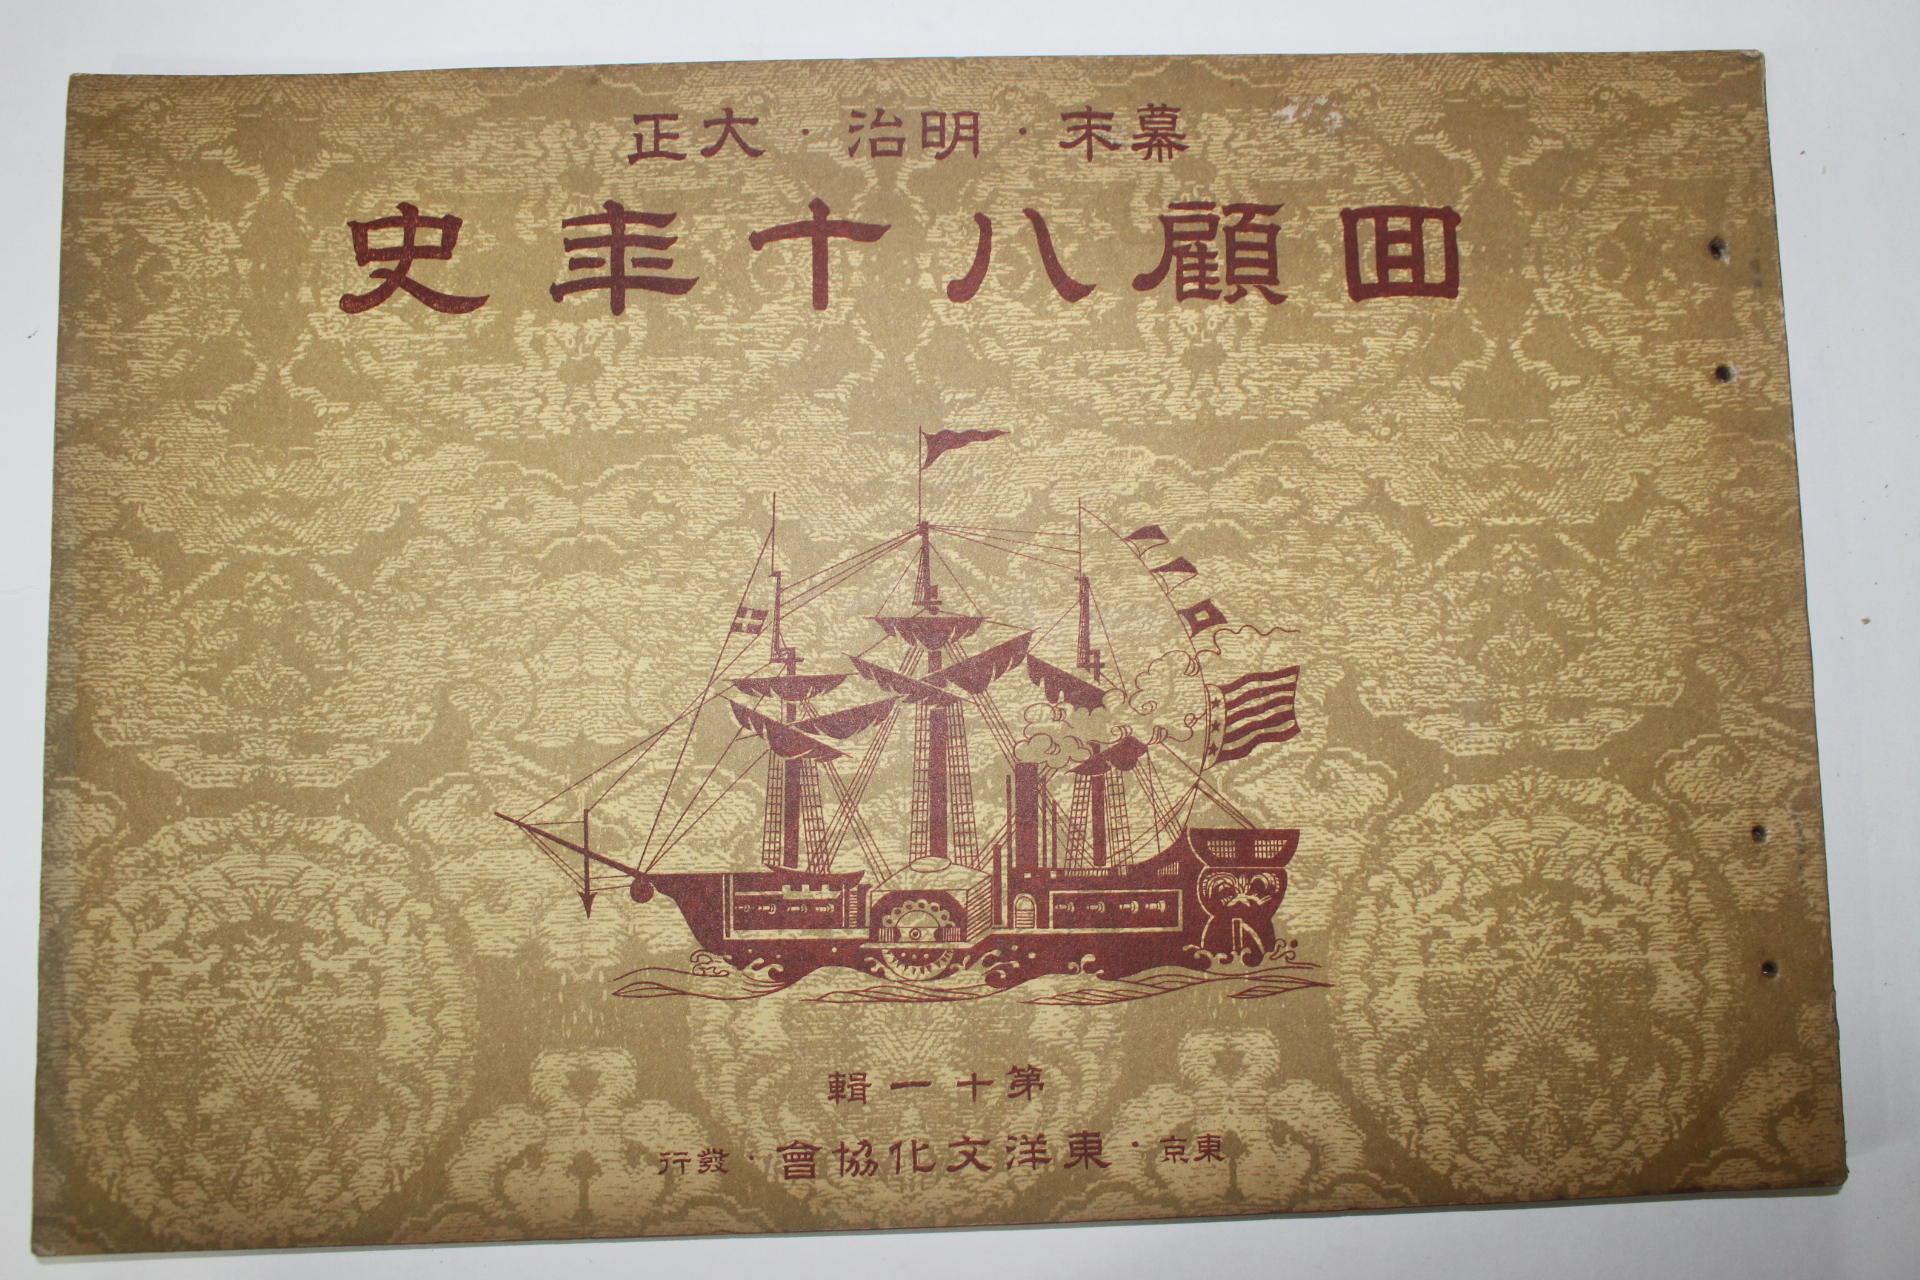 幕末・明治・大正
回顧八十年史
第十一輯
東京・東洋文化協會・發行